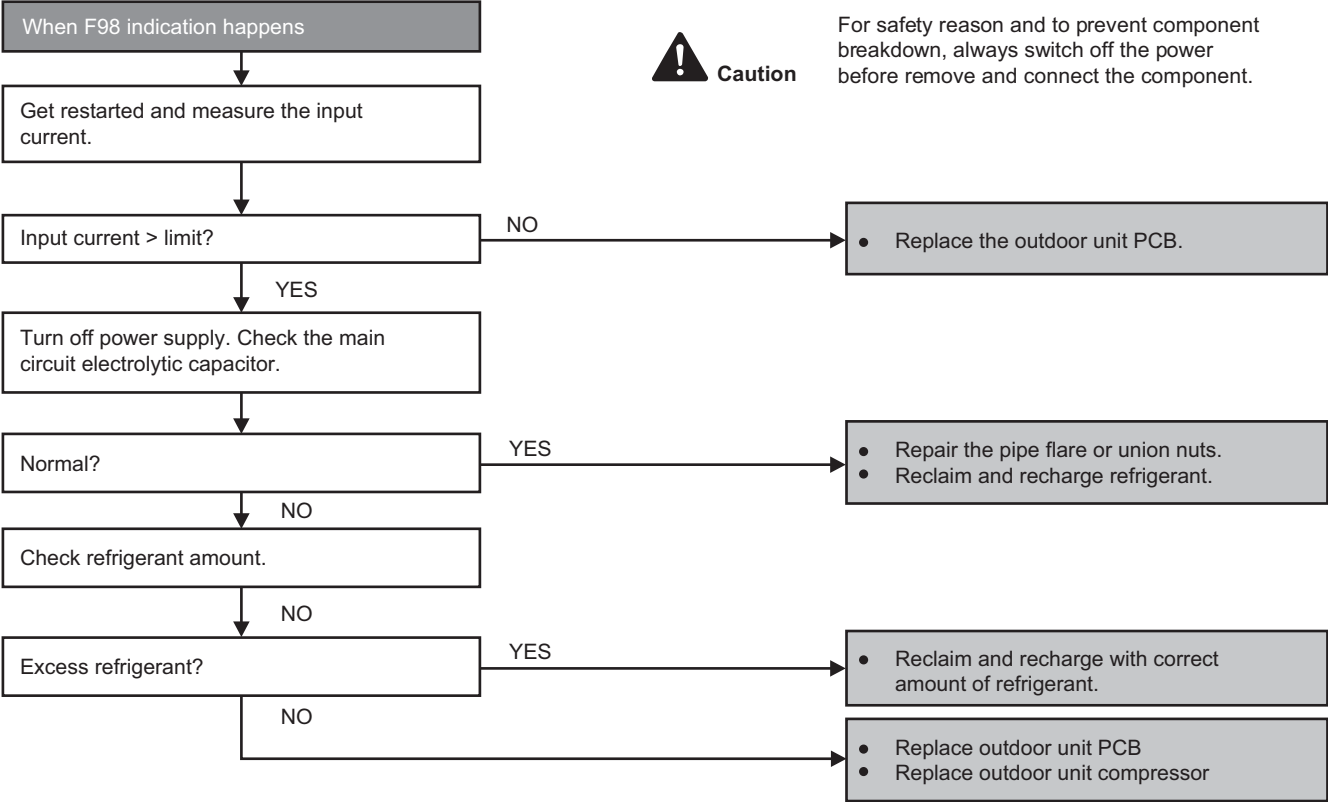 When F98 indication happens
Caution
For safety reason and to prevent component
breakdown, always switch off the power
before remove and connect the component.
Get restarted and measure the input
current.
Input current > limit?
NO
• Replace the outdoor unit PCB.
YES
Turn off power supply. Check the main
circuit electrolytic capacitor.
Normal?
YES
• Repair the pipe flare or union nuts.
• Reclaim and recharge refrigerant.
NO
Check refrigerant amount.
NO
Excess refrigerant?
YES
• Reclaim and recharge with correct
amount of refrigerant.
NO
• Replace outdoor unit PCB
• Replace outdoor unit compressor